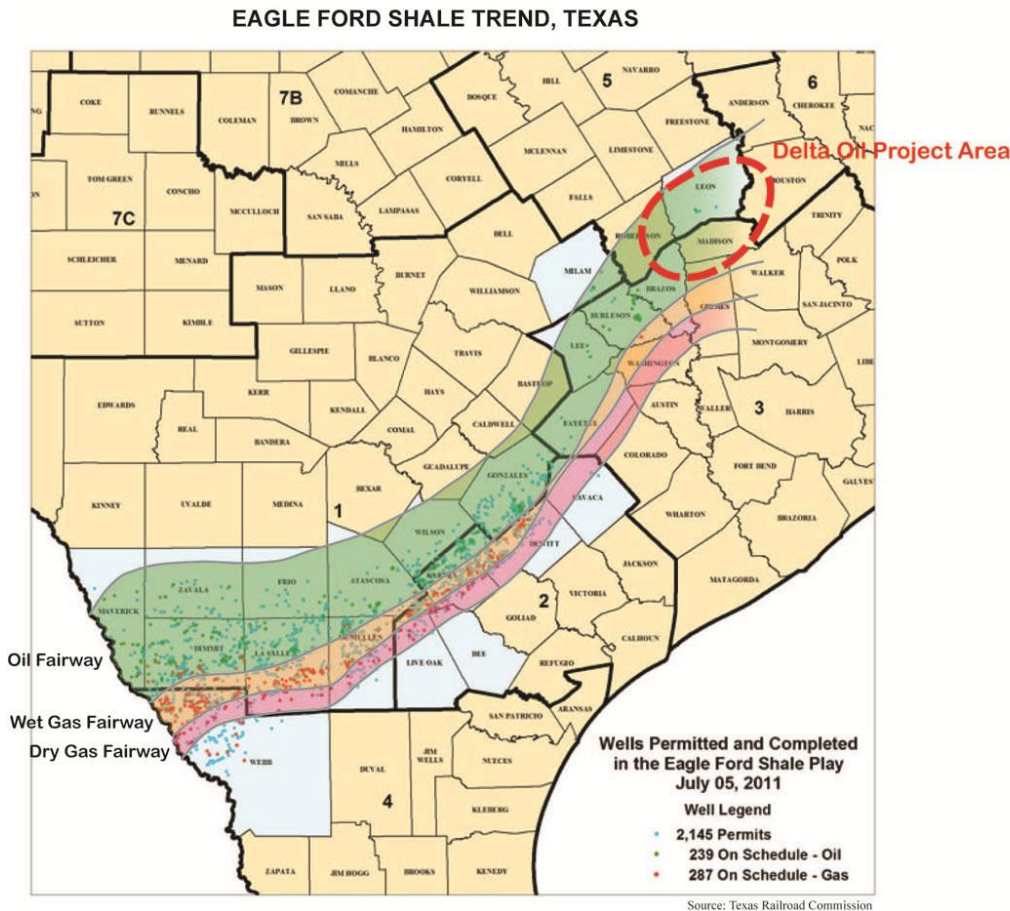 EAGLE FORD SHALE TREND, TEXAS
COKE
RUNNELS
COLEMAN
7B
BROWN
COMANCHE
BOSQUE
HILL
5
NAVARRO
6
ANDERSON
CHEROKEE
NAC
NG
HAMILTON
FREESTONE
MILLS
MCLENNAN
LIMESTONE
Delta Oil Project Area
TOM GREEN
CONCHO
CORYELL
LEON
HOUSTON
ON
7C
MCCULLOCH
SAN SABA
LAMPASAS
FALLS
TRINITY
BELL
ROBERTSON
MADISON
SCHLEICHER
MENARD
MASON
LLANO
BURNET
WILLIAMSON
MILAM
BRAZOS
WALKER
POLK
SUTTON
KIMBLE
BURLESON
GRIMES
SAN JACINTO
GILLESPIE
BLANCO
TRAVIS
LEE
MONTGOMERY
LIBE
WASHINGTON
EDWARDS
KERR
HAYS
BASTROP
REAL
KENDALL
COMAL
CALDWELL
FAYETTE
AUSTIN
WALLER
3
HARRIS
BANDERA
GUADALUPE
COLORADO
KINNEY
UVALDE
MEDINA
BEXAR
GONZALES
FORT BEND
GALVES
1
LAVACA
WHARTON
BRAZORIA
WILSON
DEWITT
JACKSON
MATAGORDA
MAVERICK
ZAVALA
FRIO
ATASCOSA
KARNES
2
VICTORIA
GOLIAD
CALHOUN
Oil Fairway
DIMMIT
LA SALLE
LIVE OAK
BEE
REFUGIO
Wet Gas Fairway
SAN PATRICIO
ARANSAS
Dry Gas Fairway
WEBB
DUVAL
JIM
WELLS
NUECES
4
KLEBERG
ZAPATA
JIM HOGG
BROOKS
KENEDY
Wells Permitted and Completed
in the Eagle Ford Shale Play
July 05, 2011
Well Legend
2,145 Permits
239 On Schedule - Oil
287 On Schedule - Gas
Source: Texas Railroad Commission